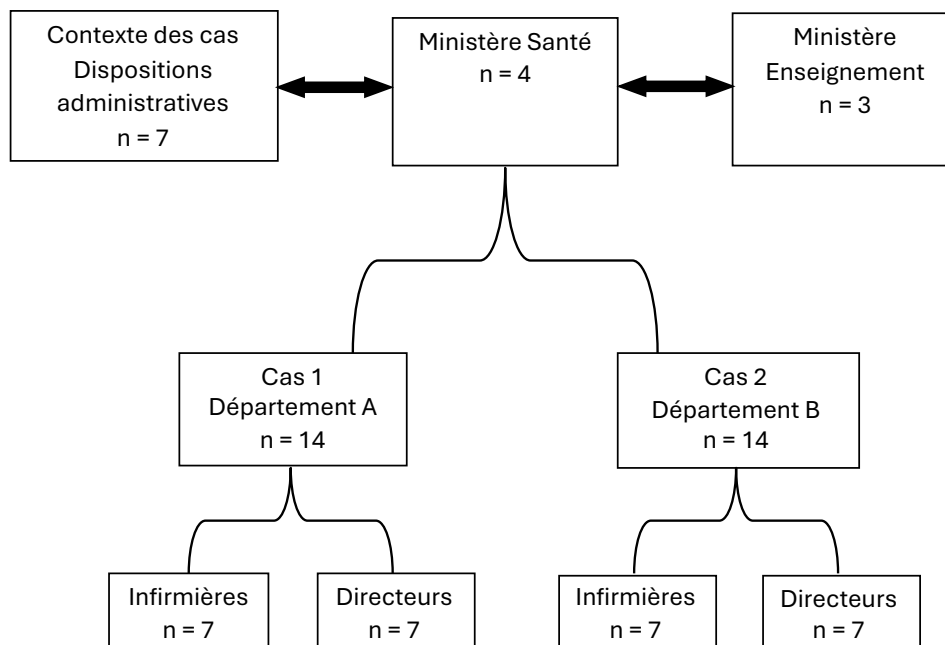 Contexte des cas
Dispositions
administratives
n = 7
Ministère Santé
n = 4
Ministère
Enseignement
n = 3
Cas 1
Département A
n = 14
Cas 2
Département B
n = 14
Infirmières
n = 7
Directeurs
n = 7
Infirmières
n = 7
Directeurs
n = 7